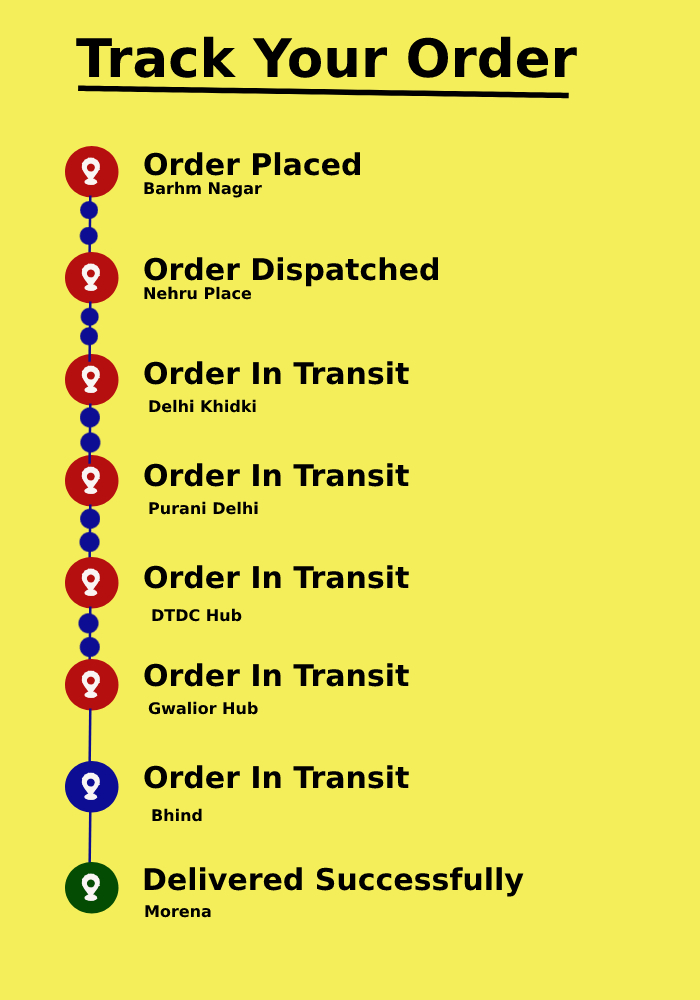 Track Your Order
Order Placed
Barhm Nagar
Order Dispatched
Nehru Place
Order In Transit
Delhi Khidki
Order In Transit
Purani Delhi
Order In Transit
DTDC Hub
Order In Transit
Gwalior Hub
Order In Transit
Bhind
Delivered Successfully
Morena